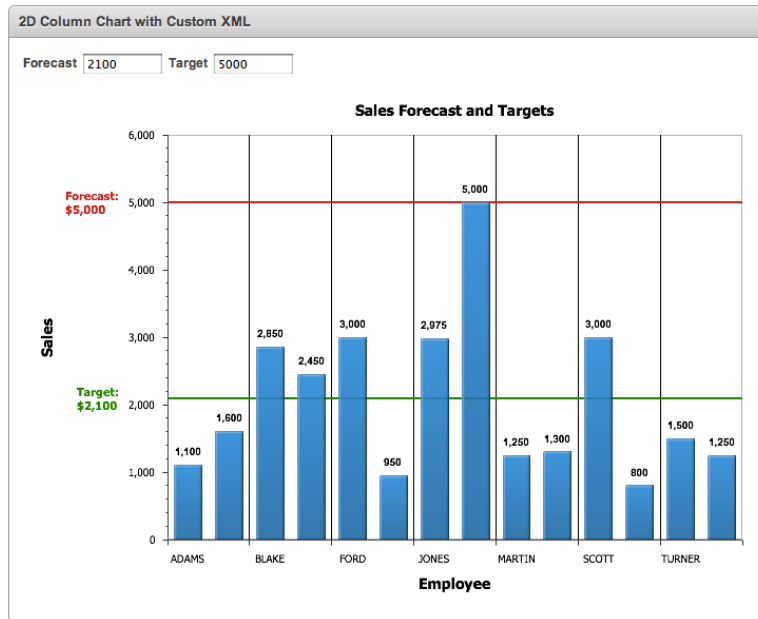 2D Column Chart with Custom XML
Forecast 2100 Target 5000
Sales Forecast and Targets
6,000
Forecast:
$5,000
5,000
5,000
4,000
3,000
Sales
2,850
2,450
3,000
2,975
3,000
Target:
$2,100
2,000
1,100
1,600
950
1,250
1,300
800
1,500
1,250
1,000
0
ADAMS BLAKE FORD JONES MARTIN SCOTT TURNER
Employee